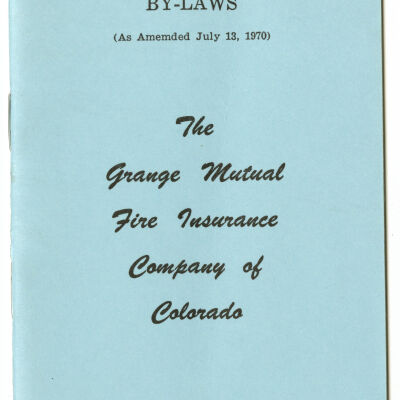 BY-LAWS
(As Amemded July 13, 1970)
The
Grange Mutual
Fire Insurance
Company of
Colorado